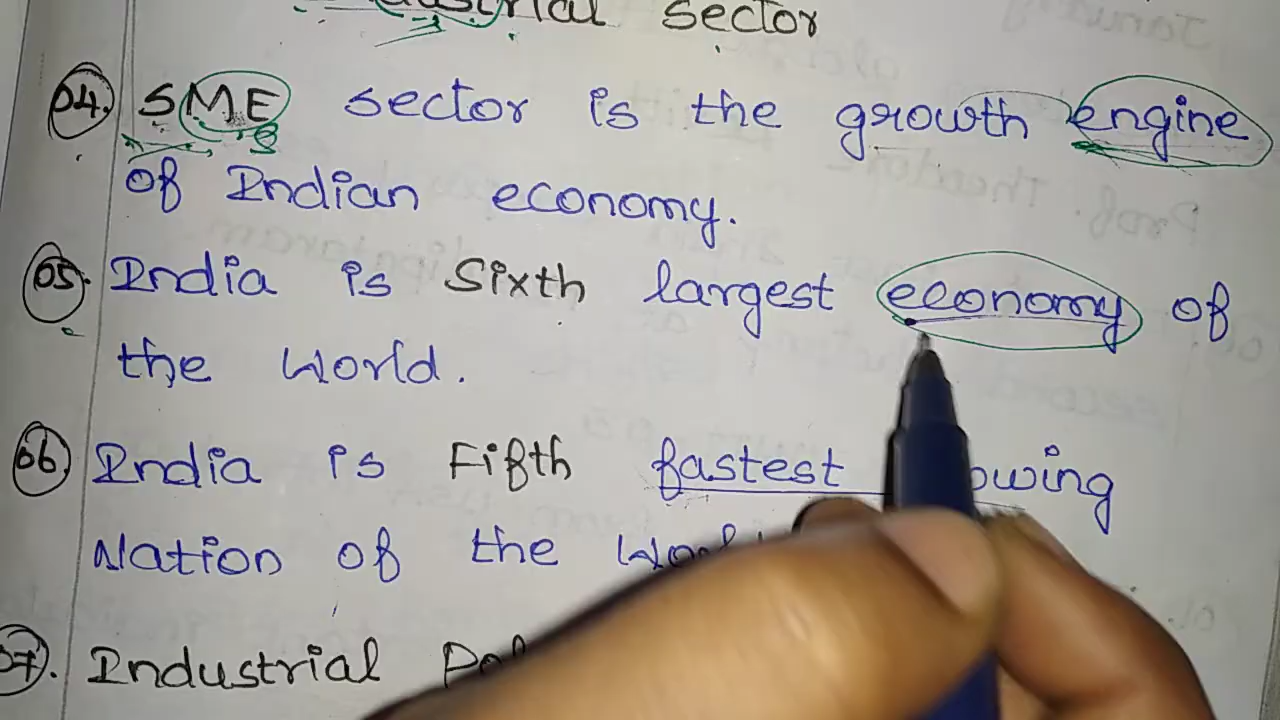 sector
04. SME sector is the growth engine
of Indian economy.
05. India is Sixth largest economy of
the World.
06. India is Fifth fastest
Nation of the
07. Industrial